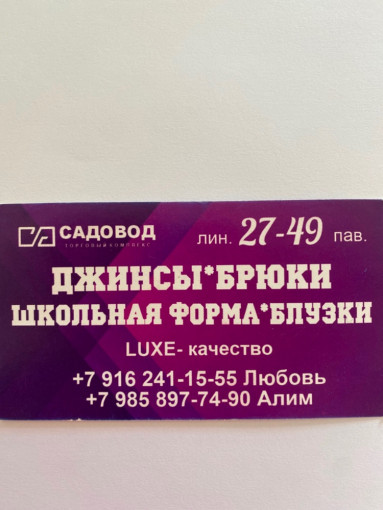 САДОВОД
ТОРГОВЫЙ КОМПЛЕКС
лин. 27-49 пав.
ДЖИНСЫ*БРЮКИ
ШКОЛЬНАЯ ФОРМА*БЛУЗКИ
LUXE- качество
+7 916 241-15-55 Любовь
+7 985 897-74-90 Алим